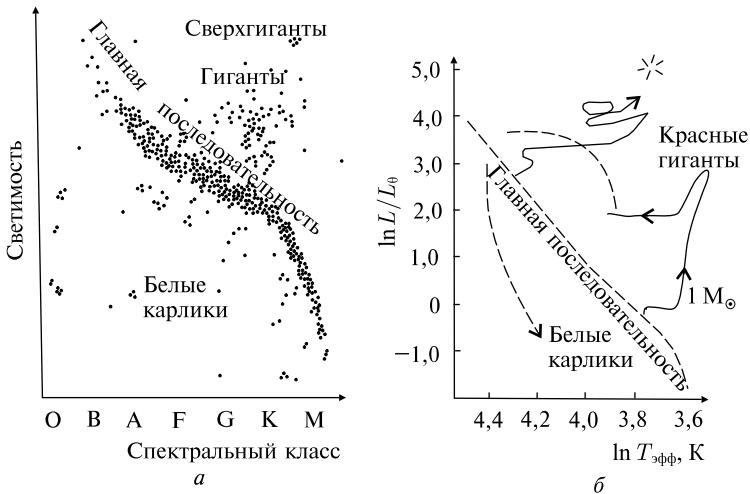 Сверхгиганты
Главная
Гиганты
последовательность
Светимость
Белые
карлики
O B A F G K M
Спектральный класс
а
5,0
4,0
3,0
2,0
1,0
0
−1,0
ln L/Lθ
Красные
гиганты
Главная последовательность
1 M⊙
Белые
карлики
4,4 4,2 4,0 3,8 3,6
ln Tэфф, К
б